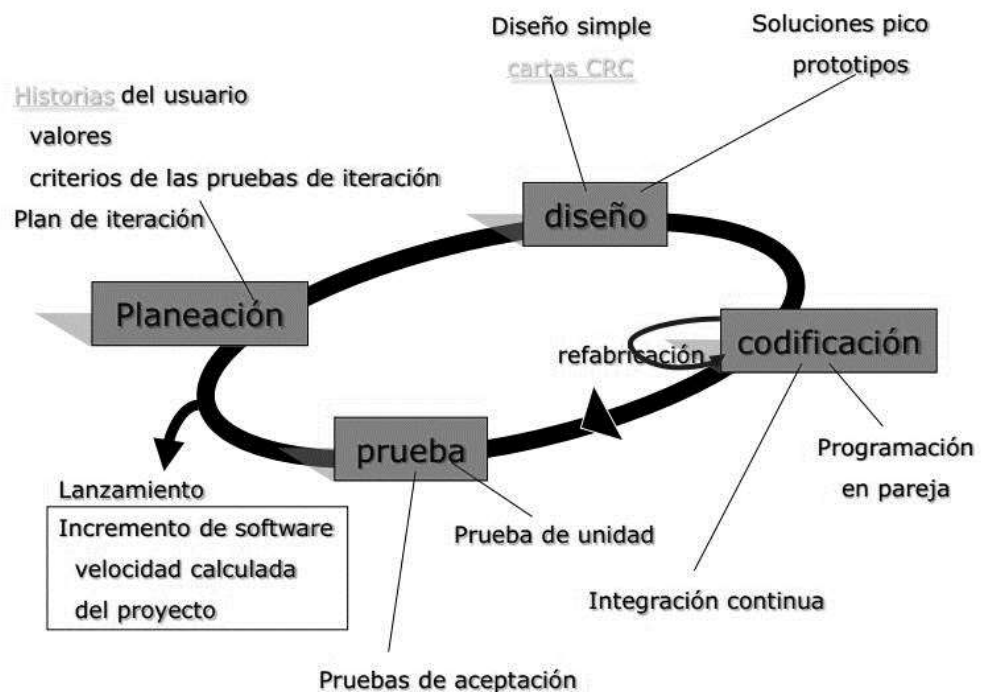 Diseño simple
cartas CRC
Soluciones pico
prototipos
Historias del usuario
valores
criterios de las pruebas de iteración
Plan de iteración
diseño
Planeación
refabricación
codificación
prueba
Programación
en pareja
Lanzamiento
Incremento de software
velocidad calculada
del proyecto
Prueba de unidad
Integración continua
Pruebas de aceptación